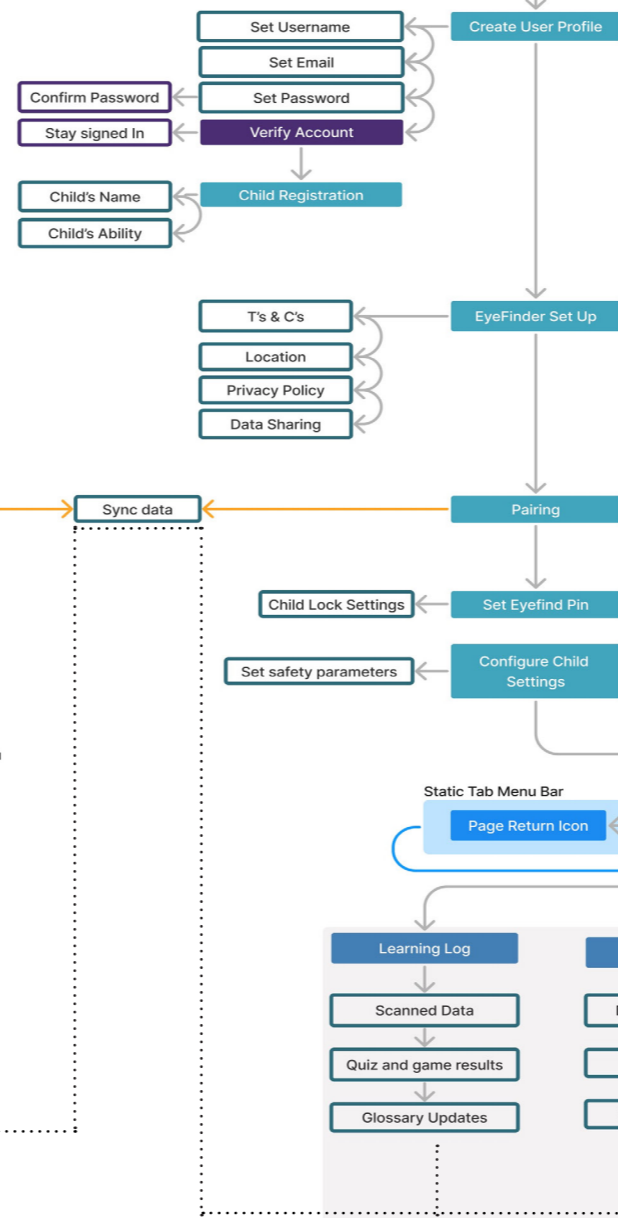 Set Username
Create User Profile
Set Email
Confirm Password
Set Password
Stay signed In
Verify Account
Child's Name
Child Registration
Child's Ability
T's & C's
EyeFinder Set Up
Location
Privacy Policy
Data Sharing
Sync data
Pairing
Child Lock Settings
Set Eyefind Pin
Set safety parameters
Configure Child
Settings
Static Tab Menu Bar
Page Return Icon
Learning Log
Scanned Data
Quiz and game results
Glossary Updates